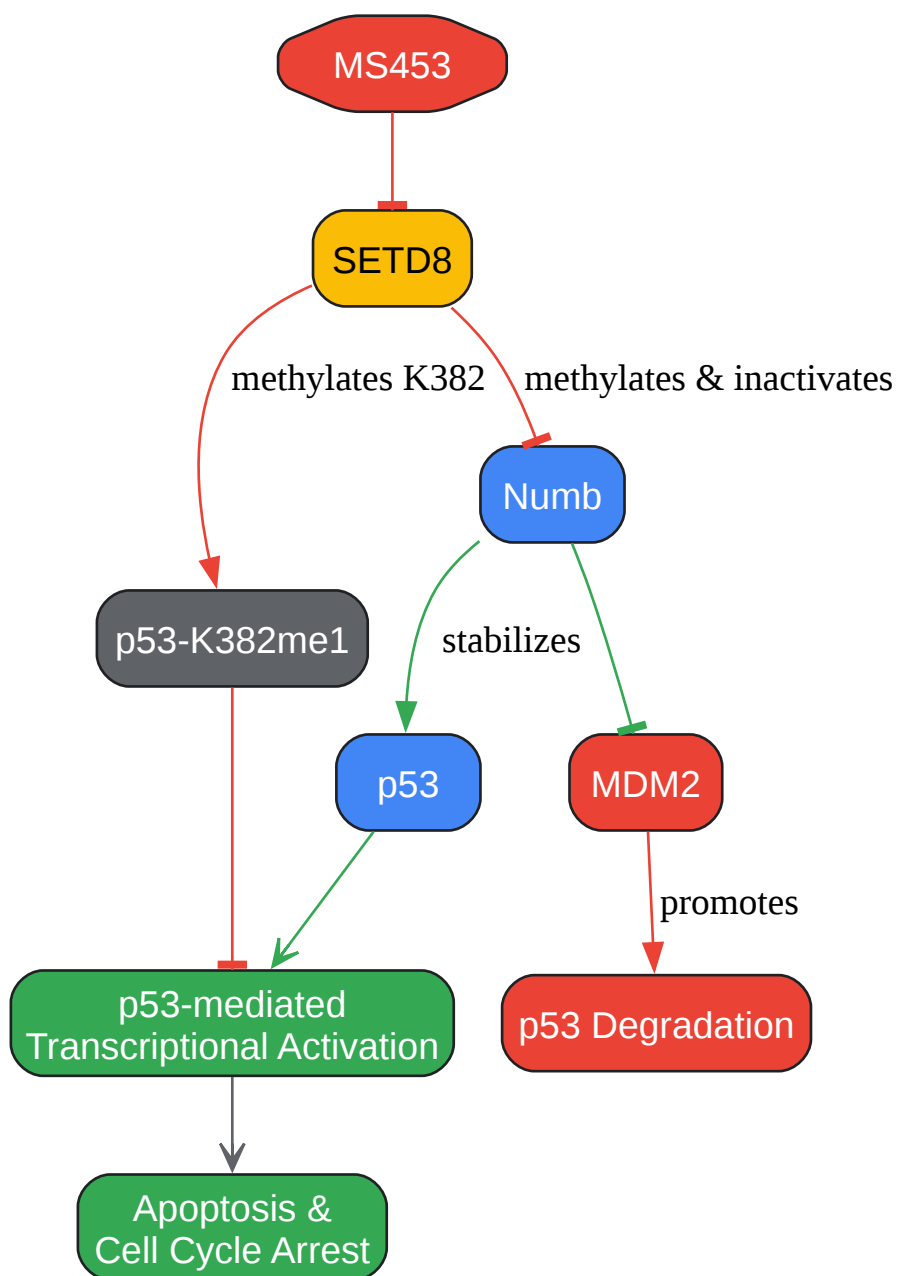 MS453
SETD8
methylates K382
methylates & inactivates
Numb
p53-K382me1
stabilizes
p53
MDM2
promotes
p53-mediated
Transcriptional Activation
p53 Degradation
Apoptosis &
Cell Cycle Arrest